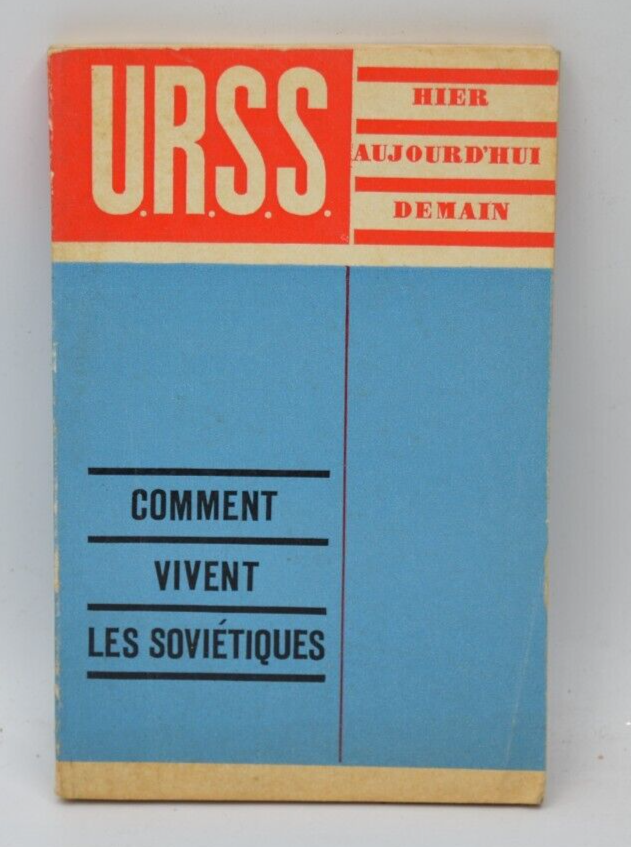 U.R.S.S.
HIER
AUJOURD'HUI
DEMAIN
COMMENT
VIVENT
LES SOVIÉTIQUES